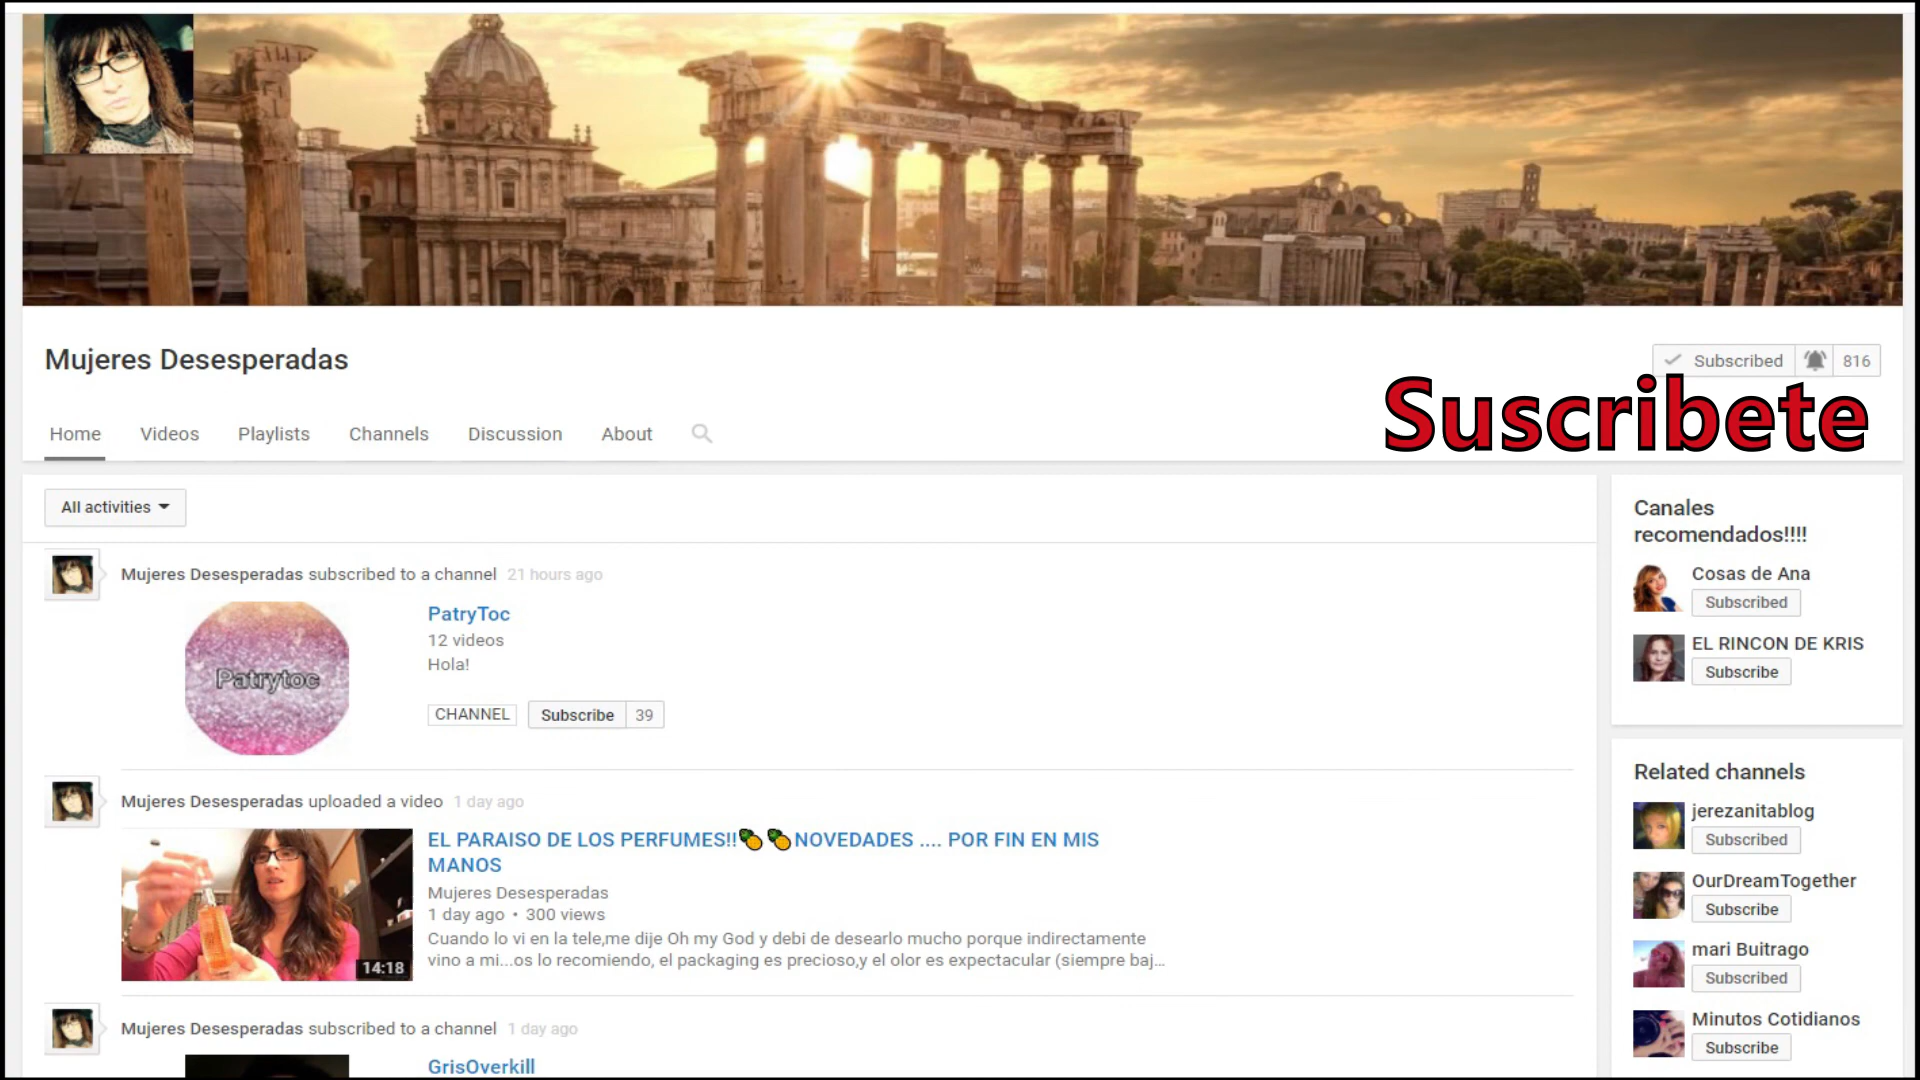 Mujeres Desesperadas
Subscribed 816
Suscribete
Home Videos Playlists Channels Discussion About
All activities
Mujeres Desesperadas subscribed to a channel 21 hours ago
Patrytoc
PatryToc
12 videos
Hola!
CHANNEL Subscribe 39
Mujeres Desesperadas uploaded a video 1 day ago
14:18
EL PARAISO DE LOS PERFUMES!!🍍🍍NOVEDADES .... POR FIN EN MIS
MANOS
Mujeres Desesperadas
1 day ago • 300 views
Cuando lo vi en la tele,me dije Oh my God y debi de desearlo mucho porque indirectamente
vino a mi...os lo recomiendo, el packaging es precioso,y el olor es expectacular (siempre baj...
Mujeres Desesperadas subscribed to a channel 1 day ago
GrisOverkill
Canales
recomendados!!!!
Cosas de Ana
Subscribed
EL RINCON DE KRIS
Subscribe
Related channels
jerezanitablog
Subscribed
OurDreamTogether
Subscribe
mari Buitrago
Subscribed
Minutos Cotidianos
Subscribe